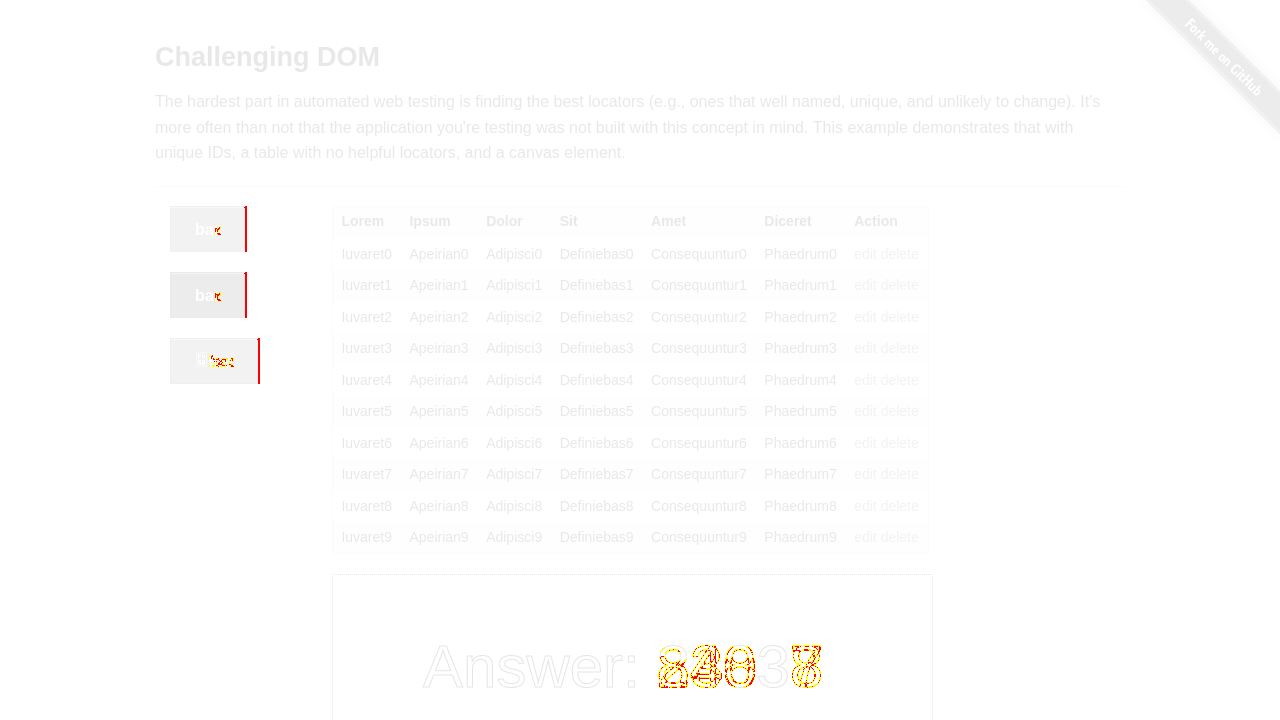 Fork me on GitHub
Challenging DOM
The hardest part in automated web testing is finding the best locators (e.g., ones that well named, unique, and unlikely to change). It's
more often than not that the application you're testing was not built with this concept in mind. This example demonstrates that with
unique IDs, a table with no helpful locators, and a canvas element.
Lorem Ipsum Dolor Sit Amet Diceret Action
Iuvaret0 Apeirian0 Adipisci0 Definiebas0 Consequuntur0 Phaedrum0 edit delete
Iuvaret1 Apeirian1 Adipisci1 Definiebas1 Consequuntur1 Phaedrum1 edit delete
Iuvaret2 Apeirian2 Adipisci2 Definiebas2 Consequuntur2 Phaedrum2 edit delete
Iuvaret3 Apeirian3 Adipisci3 Definiebas3 Consequuntur3 Phaedrum3 edit delete
Iuvaret4 Apeirian4 Adipisci4 Definiebas4 Consequuntur4 Phaedrum4 edit delete
Iuvaret5 Apeirian5 Adipisci5 Definiebas5 Consequuntur5 Phaedrum5 edit delete
Iuvaret6 Apeirian6 Adipisci6 Definiebas6 Consequuntur6 Phaedrum6 edit delete
Iuvaret7 Apeirian7 Adipisci7 Definiebas7 Consequuntur7 Phaedrum7 edit delete
Iuvaret8 Apeirian8 Adipisci8 Definiebas8 Consequuntur8 Phaedrum8 edit delete
Iuvaret9 Apeirian9 Adipisci9 Definiebas9 Consequuntur9 Phaedrum9 edit delete
Answer: